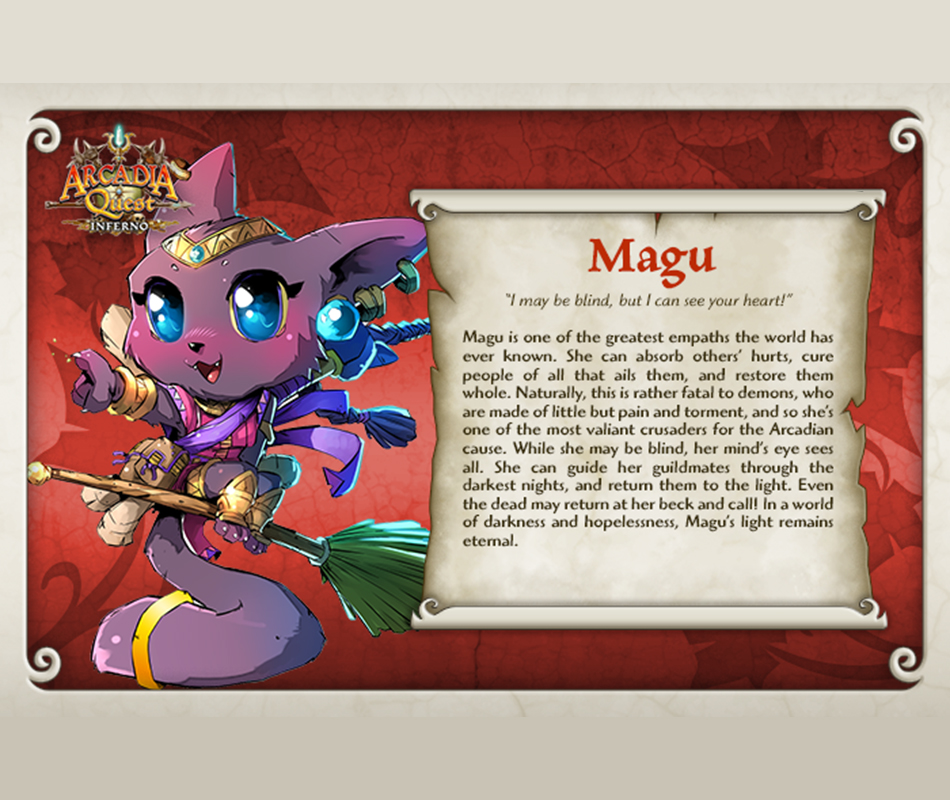 ARCADIA
Quest
INFERNO
Magu
"I may be blind, but I can see your heart!"
Magu is one of the greatest empaths the world has
ever known. She can absorb others' hurts, cure
people of all that ails them, and restore them
whole. Naturally, this is rather fatal to demons, who
are made of little but pain and torment, and so she's
one of the most valiant crusaders for the Arcadian
cause. While she may be blind, her mind's eye sees
all. She can guide her guildmates through the
darkest nights, and return them to the light. Even
the dead may return at her beck and call! In a world
of darkness and hopelessness, Magu's light remains
eternal.